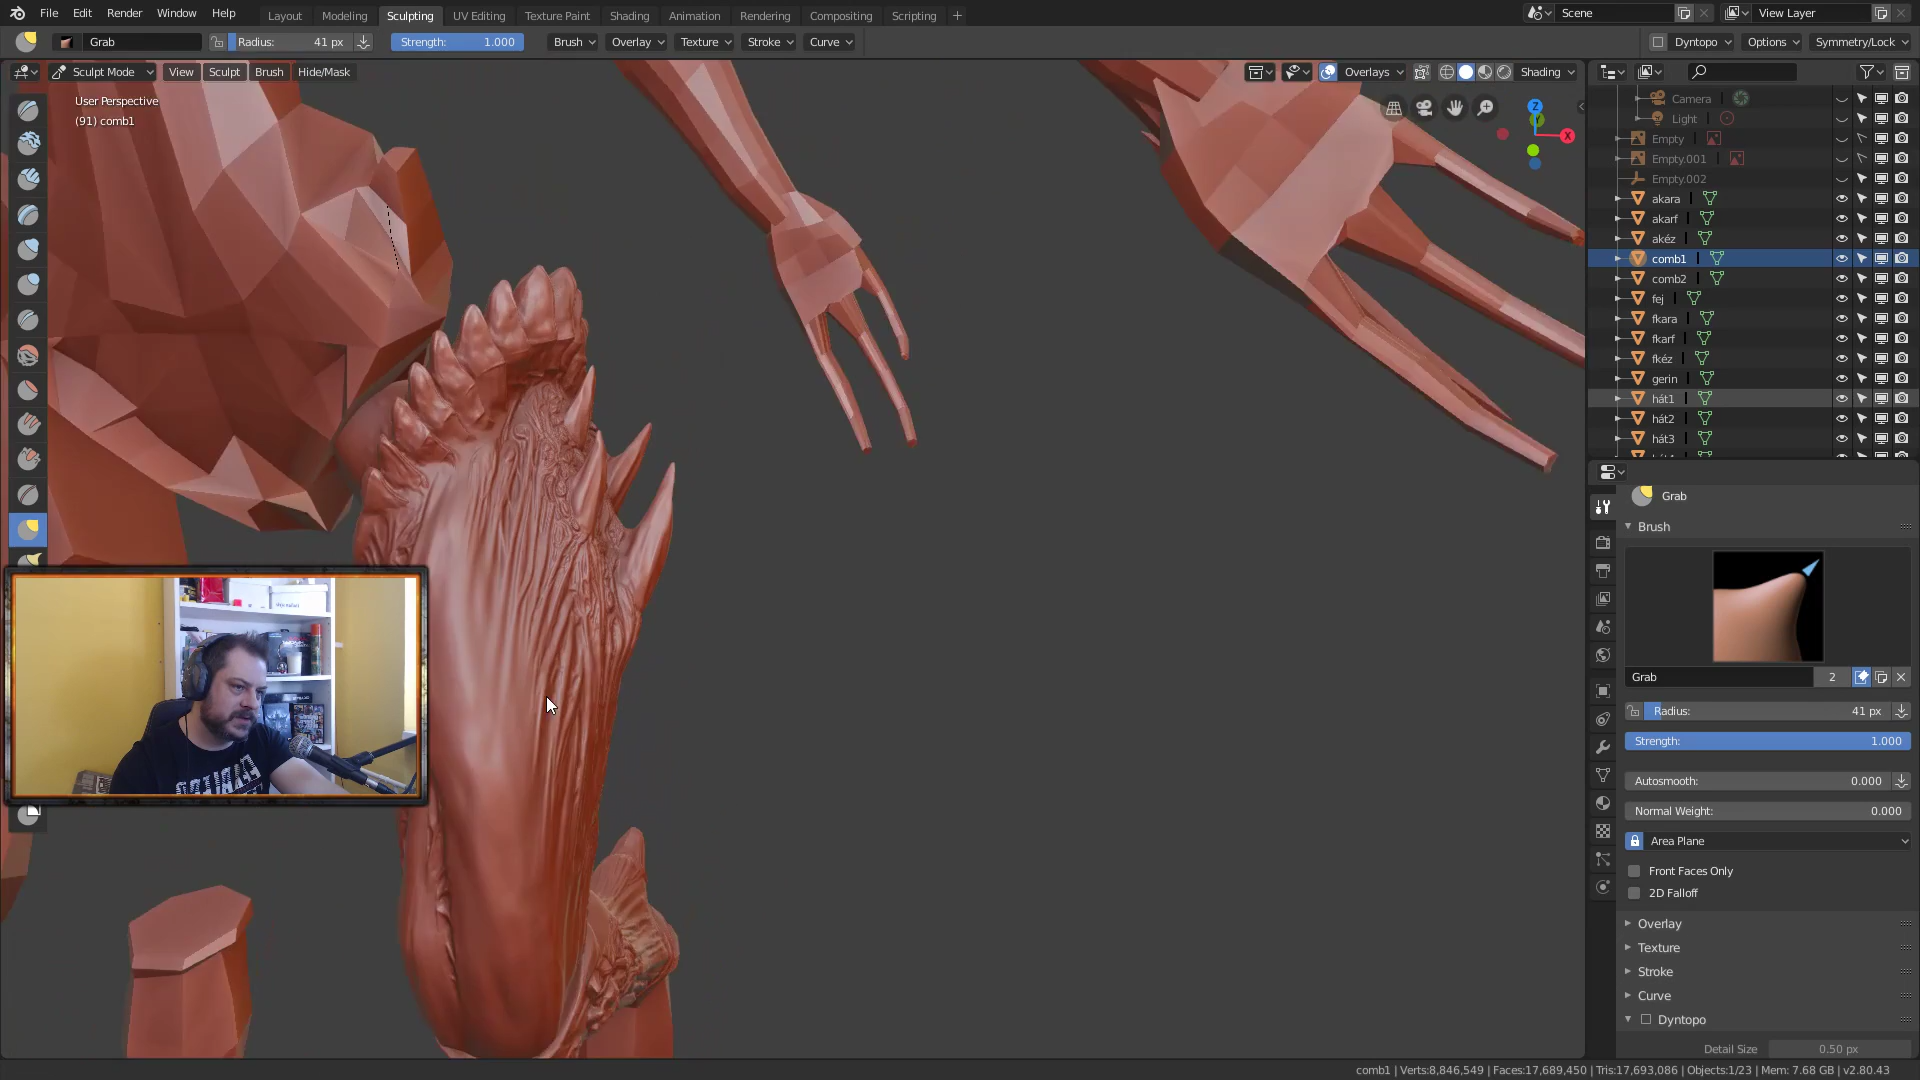 File Edit Render Window Help Layout Modeling Sculpting UV Editing Texture Paint Shading Animation Rendering Compositing Scripting + Scene View Layer
Grab Radius: 41 px Strength: 1.000 Brush Overlay Texture Stroke Curve Dyntopo Options Symmetry/Lock
Sculpt Mode View Sculpt Brush Hide/Mask Overlays Shading
User Perspective
(91) comb1
Z
X
Camera
Light
Empty
Empty.001
Empty.002
akara
akarf
akéz
comb1
comb2
fej
fkara
fkarf
fkéz
gerin
hát1
hát2
hát3
Grab
Brush
Grab 2
Radius: 41 px
Strength: 1.000
Autosmooth: 0.000
Normal Weight: 0.000
Area Plane
Front Faces Only
2D Falloff
Overlay
Texture
Stroke
Curve
Dyntopo
Detail Size 0.50 px
comb1 | Verts:8,846,549 | Faces:17,689,450 | Tris:17,693,086 | Objects:1/23 | Mem: 7.68 GB | v2.80.43